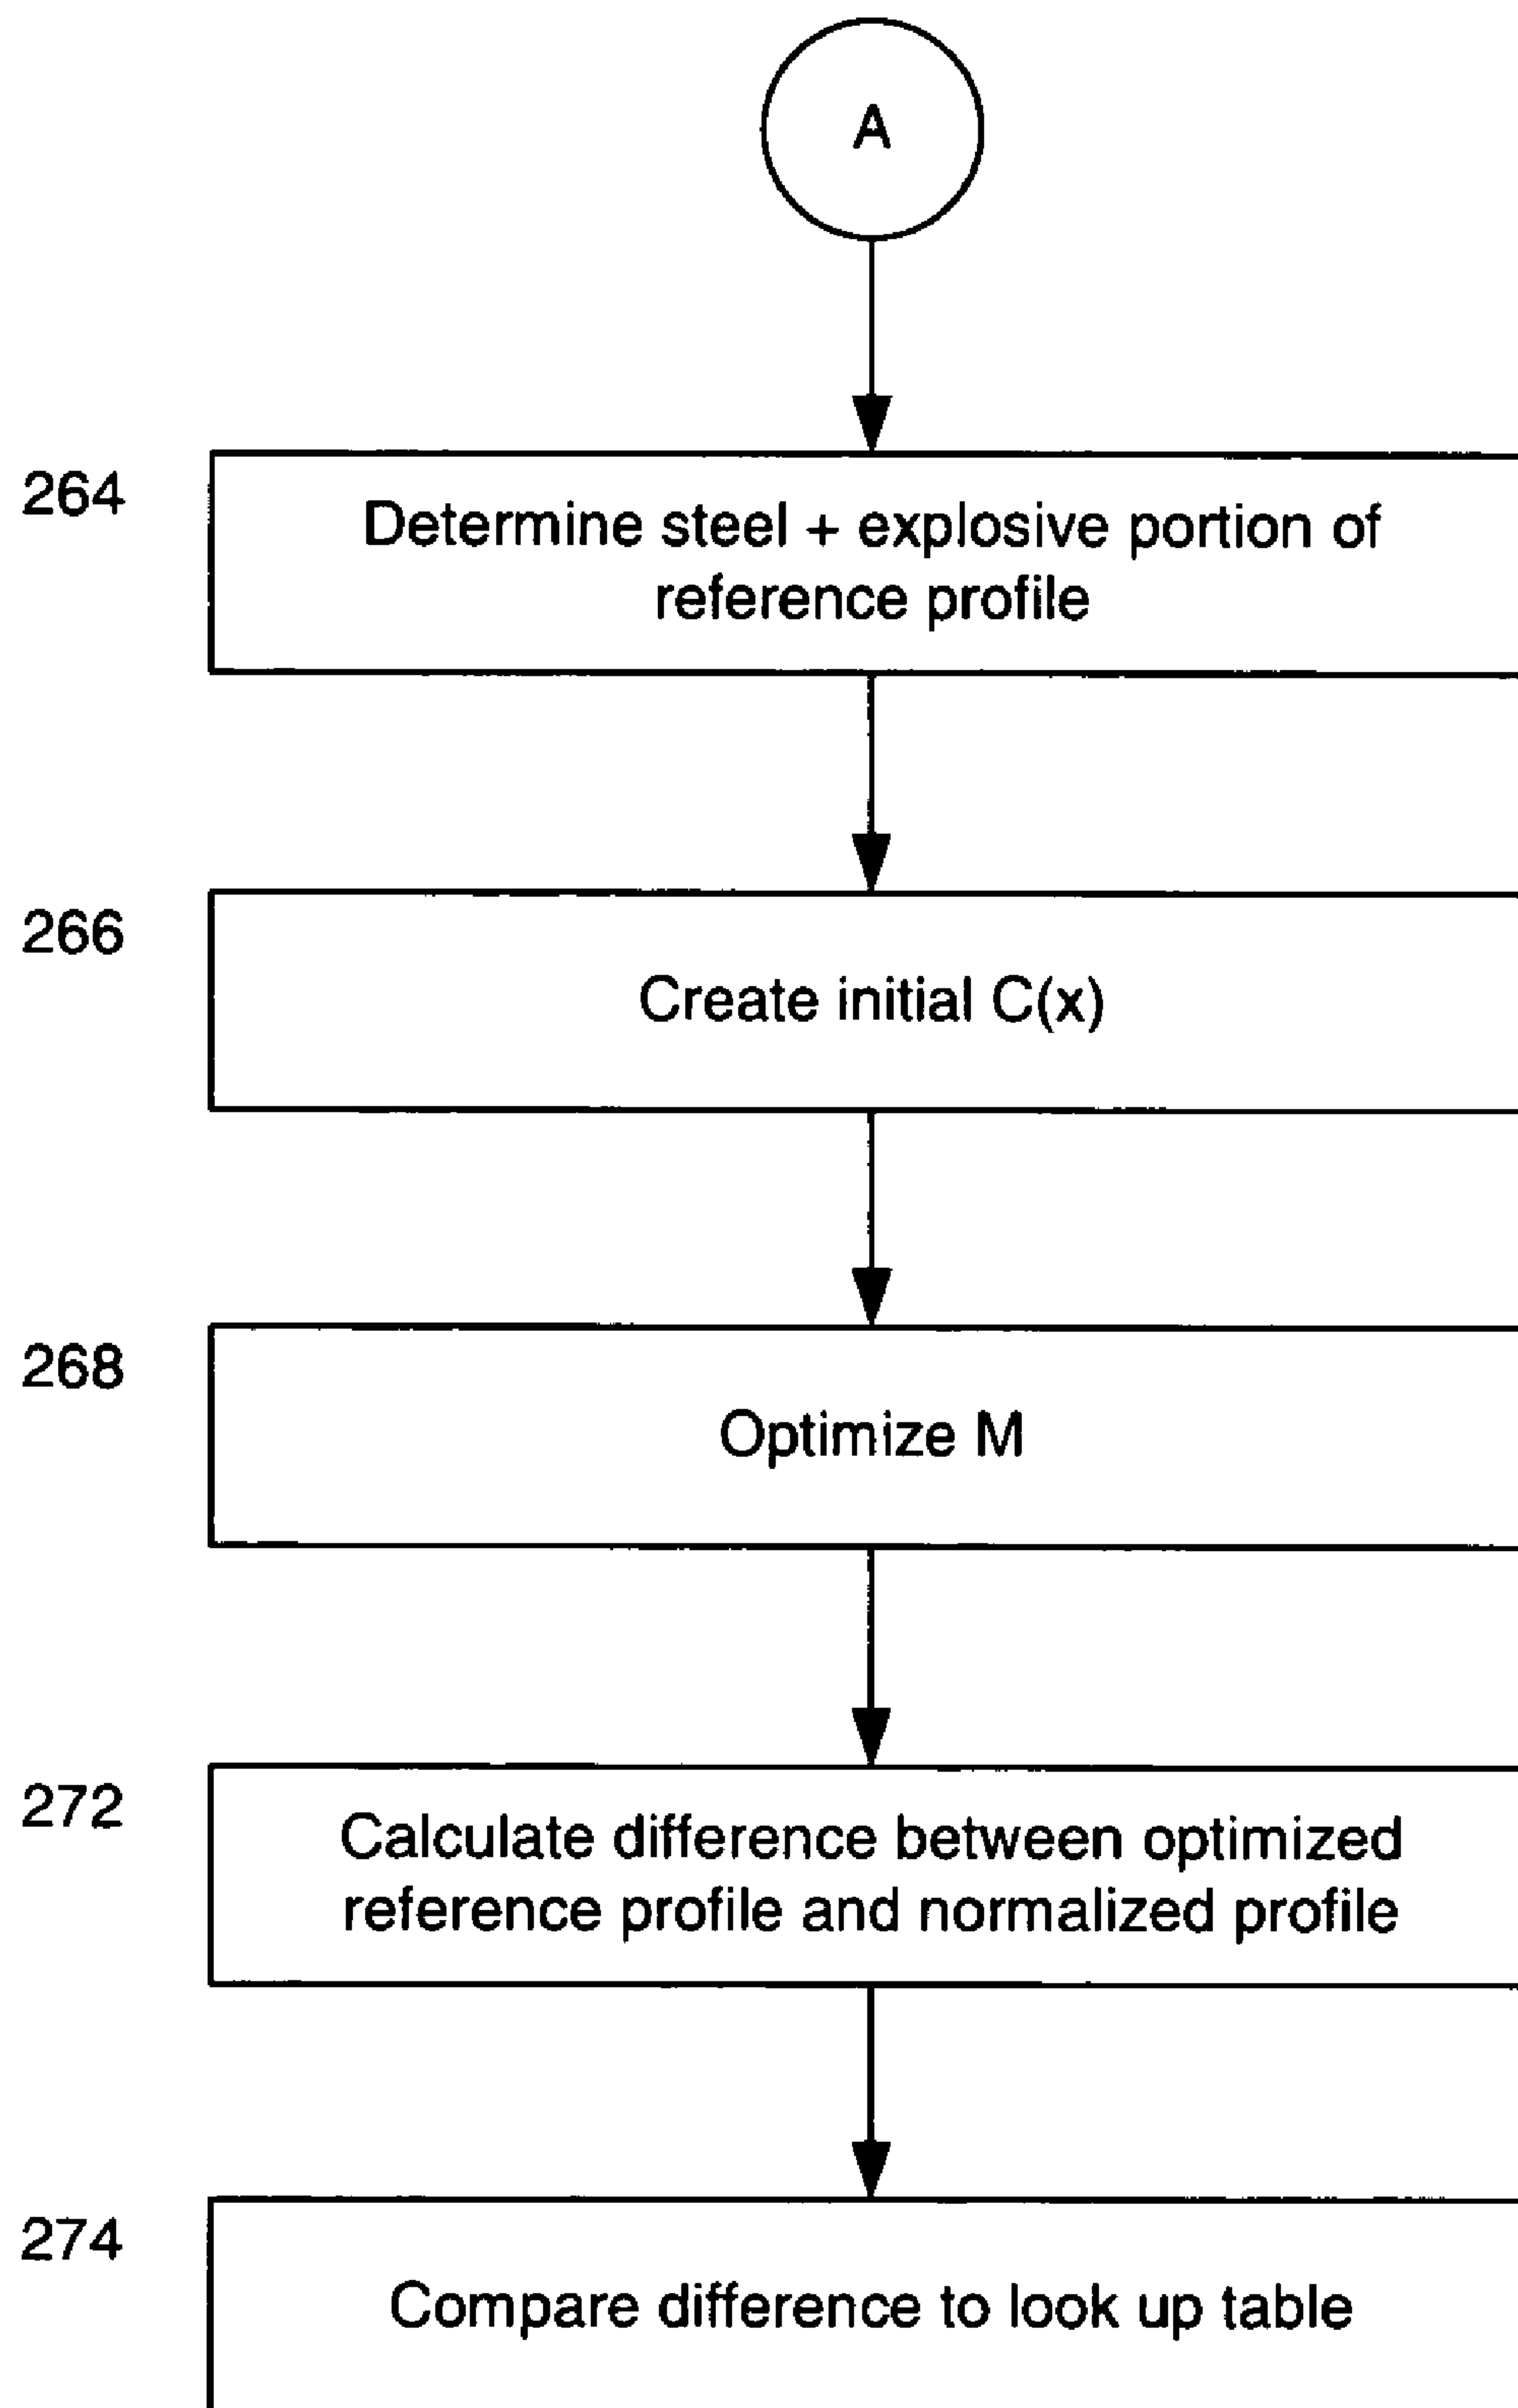 A
264
Determine steel + explosive portion of
reference profile
266
Create initial C(x)
268
Optimize M
272
Calculate difference between optimized
reference profile and normalized profile
274
Compare difference to look up table